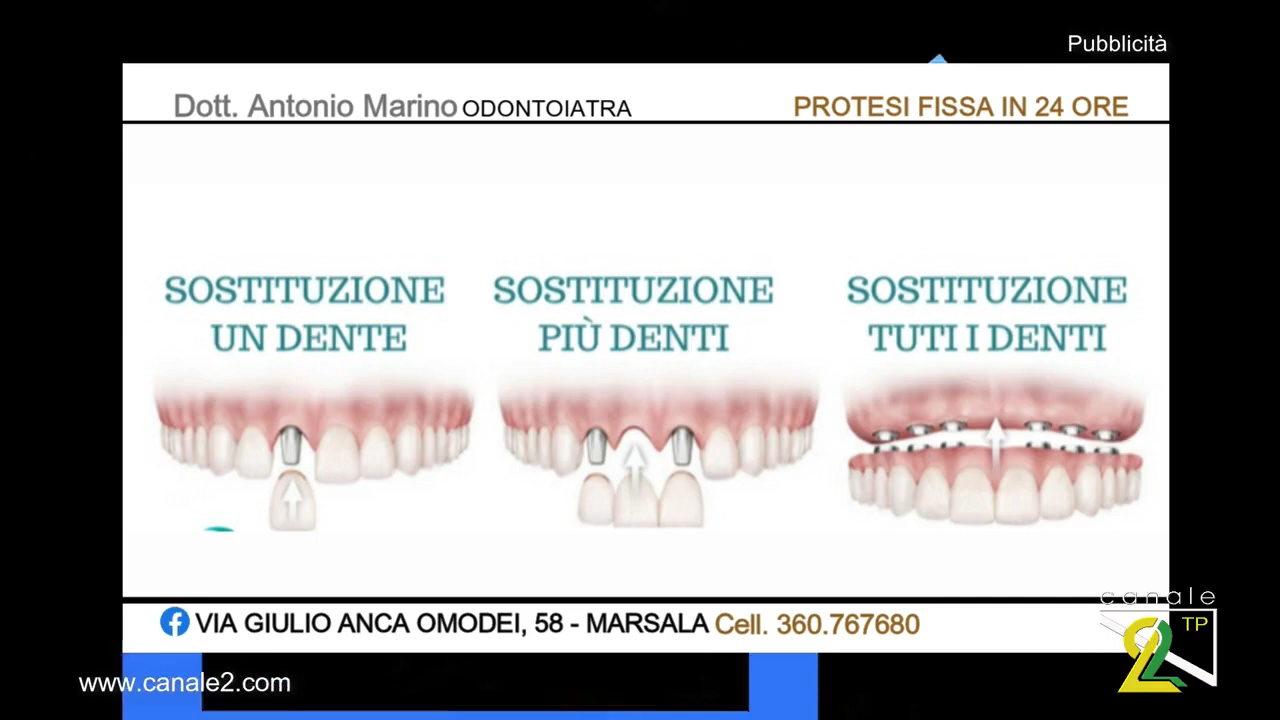 Pubblicità
Dott. Antonio Marino ODONTOIATRA
PROTESI FISSA IN 24 ORE
SOSTITUZIONE
UN DENTE
SOSTITUZIONE
PIÙ DENTI
SOSTITUZIONE
TUTI I DENTI
VIA GIULIO ANCA OMODEI, 58 - MARSALA Cell. 360.767680
canale
2 TP
www.canale2.com